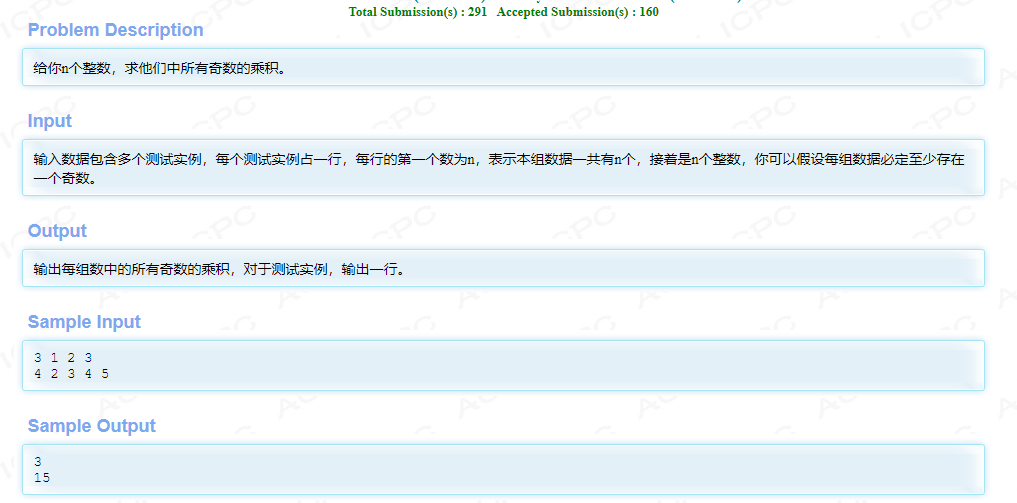 Total Submission(s) : 291 Accepted Submission(s) : 160
Problem Description
给你n个整数，求他们中所有奇数的乘积。
Input
输入数据包含多个测试实例，每个测试实例占一行，每行的第一个数为n，表示本组数据一共有n个，接着是n个整数，你可以假设每组数据必定至少存在
一个奇数。
Output
输出每组数中的所有奇数的乘积，对于测试实例，输出一行。
Sample Input
3 1 2 3
4 2 3 4 5
Sample Output
3
15